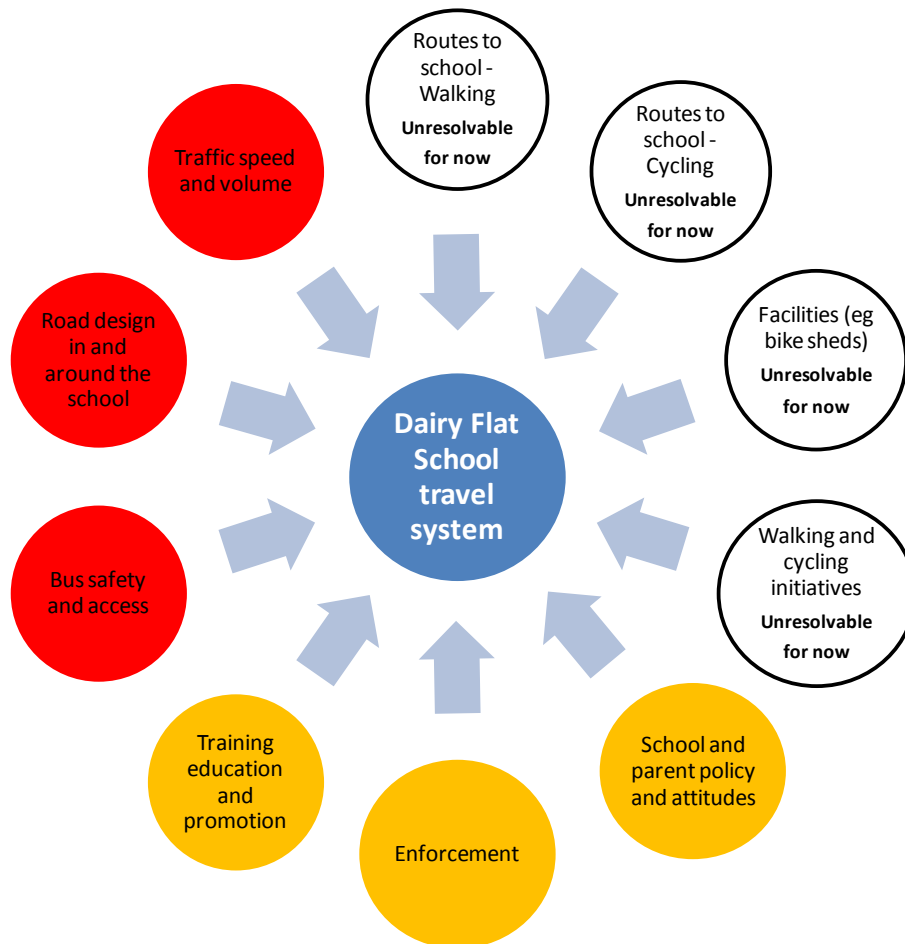 Routes to
school -
Walking
Unresolvable
for now
Routes to
school -
Cycling
Unresolvable
for now
Facilities (eg
bike sheds)
Unresolvable
for now
Walking and
cycling
initiatives
Unresolvable
for now
School and
parent policy
and attitudes
Enforcement
Training
education
and
promotion
Bus safety
and access
Road design
in and
around the
school
Traffic speed
and volume
Dairy Flat
School
travel
system